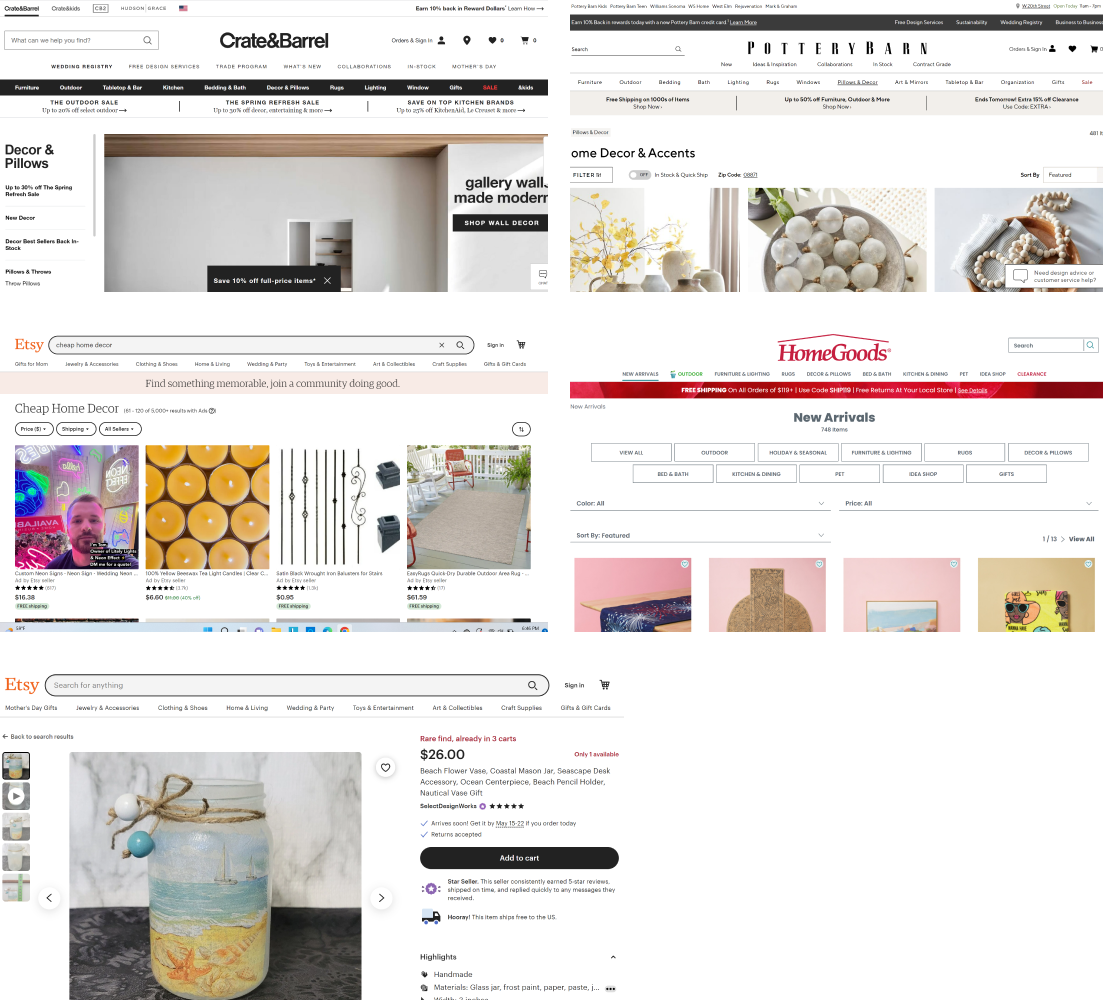 Crate&Barrel Crate&kids CB2 HUDSON GRACE
Earn 10% back in Reward Dollars* Learn How →
What can we help you find?
Crate&Barrel
Orders & Sign In
0
0
WEDDING REGISTRY FREE DESIGN SERVICES TRADE PROGRAM WHAT'S NEW COLLABORATIONS IN-STOCK MOTHER'S DAY
Furniture Outdoor Tabletop & Bar Kitchen Bedding & Bath Decor & Pillows Rugs Lighting Window Gifts SALE &kids
THE OUTDOOR SALE
Up to 20% off select outdoor →
THE SPRING REFRESH SALE
Up to 30% off decor, entertaining & more →
SAVE ON TOP KITCHEN BRANDS
Up to 25% off KitchenAid, Le Creuset & more →
Decor &
Pillows
Up to 30% off The Spring
Refresh Sale
New Decor
Decor Best Sellers Back In-
Stock
Pillows & Throws
Throw Pillows
gallery walls
made modern
SHOP WALL DECOR
Save 10% off full-price items*
Pottery Barn Kids Pottery Barn Teen Williams Sonoma WS Home West Elm Rejuvenation Mark & Graham
W 20th Street Open Today
Earn 10% Back in rewards today with a new Pottery Barn credit card.¹ Learn More
Free Design Services Sustainability Wedding Registry Business to Business
Search
POTTERY BARN
Orders & Sign In
0
New Ideas & Inspiration Collaborations In Stock Contract Grade
Furniture Outdoor Bedding Bath Lighting Rugs Windows Pillows & Decor Art & Mirrors Tabletop & Bar Organization Gifts Sale
Free Shipping on 1000s of Items
Shop Now ›
Up to 50% off Furniture, Outdoor & More
Shop Now ›
Ends Tomorrow! Extra 15% off Clearance
Use Code: EXTRA ›
Pillows & Decor
481 It
ome Decor & Accents
FILTER
OFF In Stock & Quick Ship Zip Code: 08871
Sort By Featured
Need design advice or
customer service help?
Etsy
cheap home decor
Sign in
Gifts for Mom Jewelry & Accessories Clothing & Shoes Home & Living Wedding & Party Toys & Entertainment Art & Collectibles Craft Supplies Gifts & Gift Cards
Find something memorable, join a community doing good.
Cheap Home Decor (61 - 120 of 5,000+ results with Ads)
Price ($) Shipping All Sellers
I'm Tom
Owner of Lately Lights
& Neon Effect +
DM me for a quote!
Custom Neon Signs - Neon Sign - Wedding Neon ...
Ad by Etsy seller
$16.38
FREE shipping
100% Yellow Beeswax Tea Light Candles | Clear C...
Ad by Etsy seller
$6.60 (40% off)
Satin Black Wrought Iron Balusters for Stairs
Ad by Etsy seller
$0.95
FREE shipping
EasyRugs Quick-Dry Durable Outdoor Area Rug - ...
Ad by Etsy seller
$61.59
FREE shipping
53°F
6:46 PM
HomeGoods
Search
NEW ARRIVALS OUTDOOR FURNITURE & LIGHTING RUGS DECOR & PILLOWS BED & BATH KITCHEN & DINING PET IDEA SHOP CLEARANCE
FREE SHIPPING On All Orders of $119+ | Use Code SHIP119 | Free Returns At Your Local Store | See Details
New Arrivals
New Arrivals
748 Items
VIEW ALL OUTDOOR HOLIDAY & SEASONAL FURNITURE & LIGHTING RUGS DECOR & PILLOWS
BED & BATH KITCHEN & DINING PET IDEA SHOP GIFTS
Color: All
Price: All
Sort By: Featured
1 / 13 > View All
Etsy
Search for anything
Sign in
Mother's Day Gifts Jewelry & Accessories Clothing & Shoes Home & Living Wedding & Party Toys & Entertainment Art & Collectibles Craft Supplies Gifts & Gift Cards
← Back to search results
Rare find, already in 3 carts
$26.00
Only 1 available
Beach Flower Vase, Coastal Mason Jar, Seascape Desk
Accessory, Ocean Centerpiece, Beach Pencil Holder,
Nautical Vase Gift
SelectDesignWorks ★★★★★
Arrives soon! Get it by May 15-22 if you order today
Returns accepted
Add to cart
Star Seller. This seller consistently earned 5-star reviews,
shipped on time, and replied quickly to any messages they
received.
Hooray! This item ships free to the US.
Highlights
Handmade
Materials: Glass jar, frost paint, paper, paste, j...
Width: 3 inches